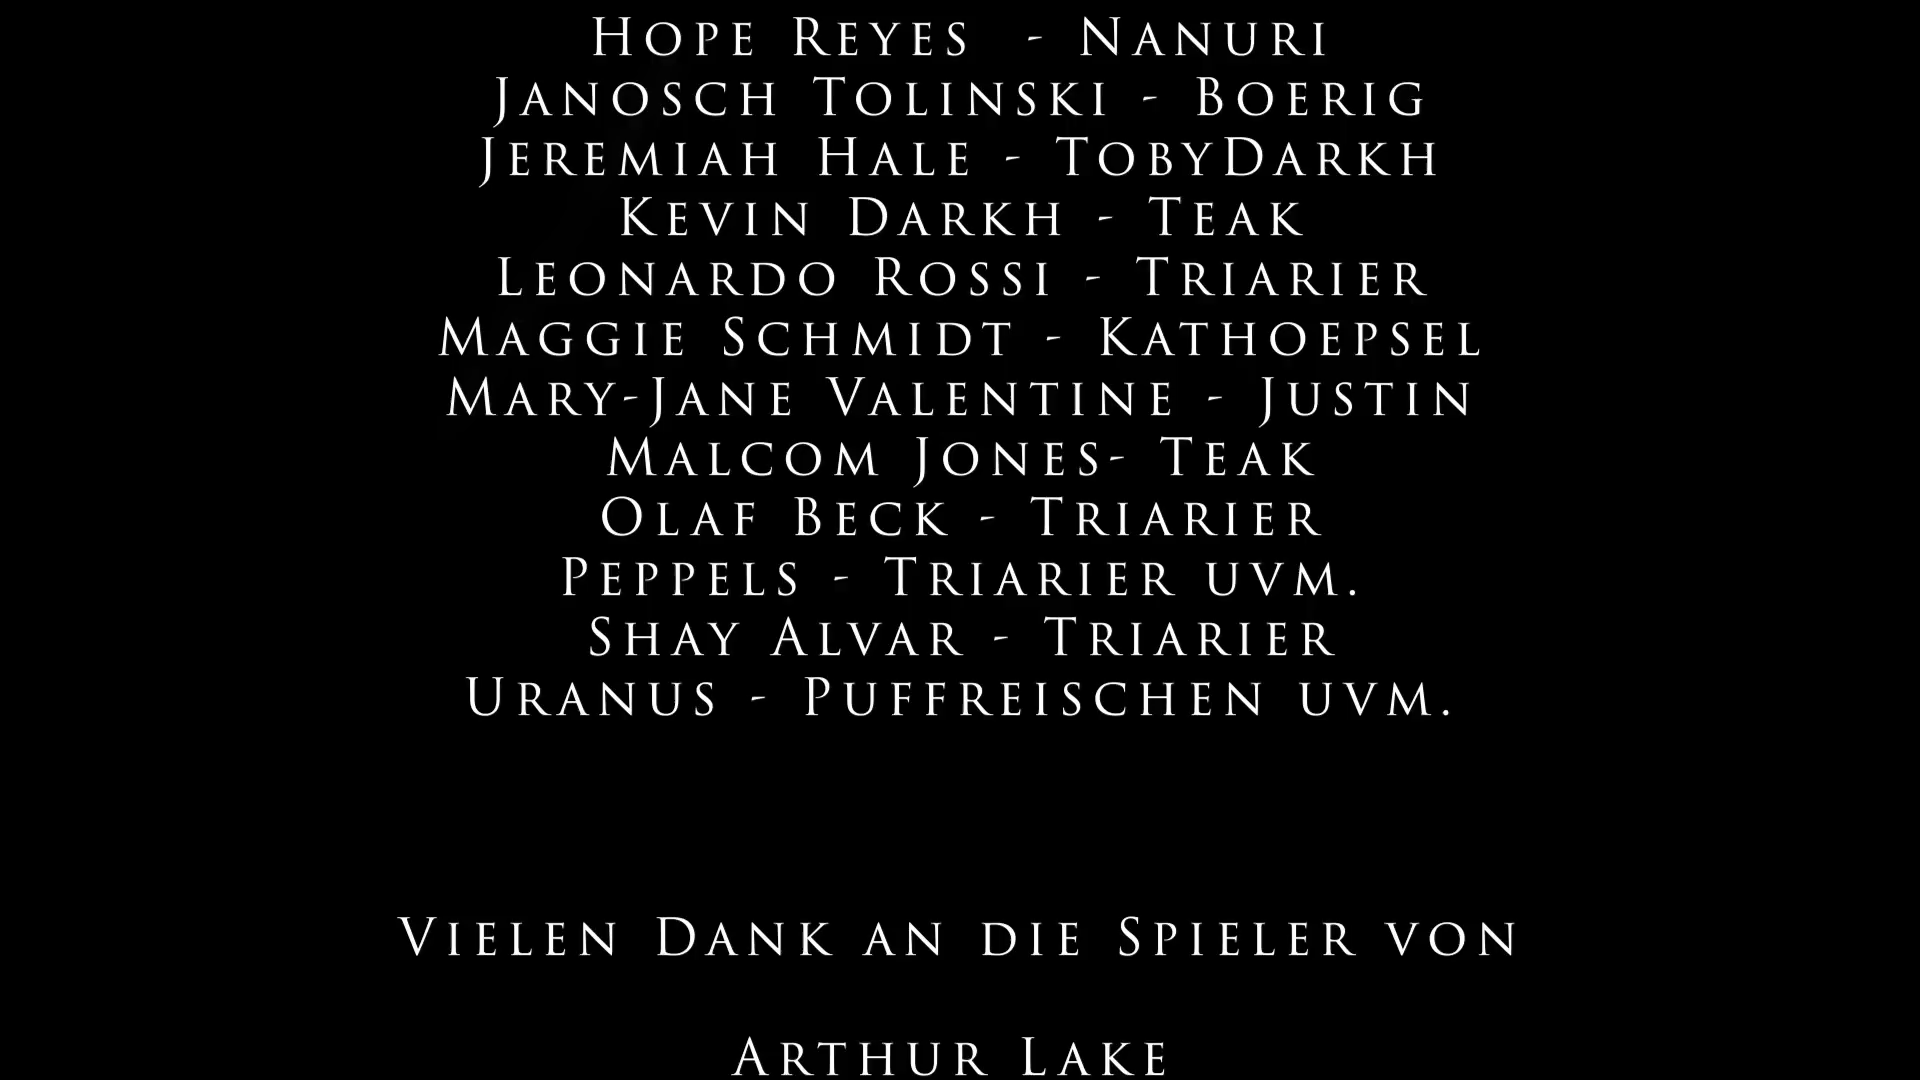 Hope Reyes - Nanuri
Janosch Tolinski - Boerig
Jeremiah Hale - TobyDarkh
Kevin Darkh - Teak
Leonardo Rossi - Triarier
Maggie Schmidt - Kathoepsel
Mary-Jane Valentine - Justin
Malcom Jones- Teak
Olaf Beck - Triarier
Peppels - Triarier uvm.
Shay Alvar - Triarier
Uranus - Puffreischen uvm.
Vielen Dank an die Spieler von
Arthur Lake